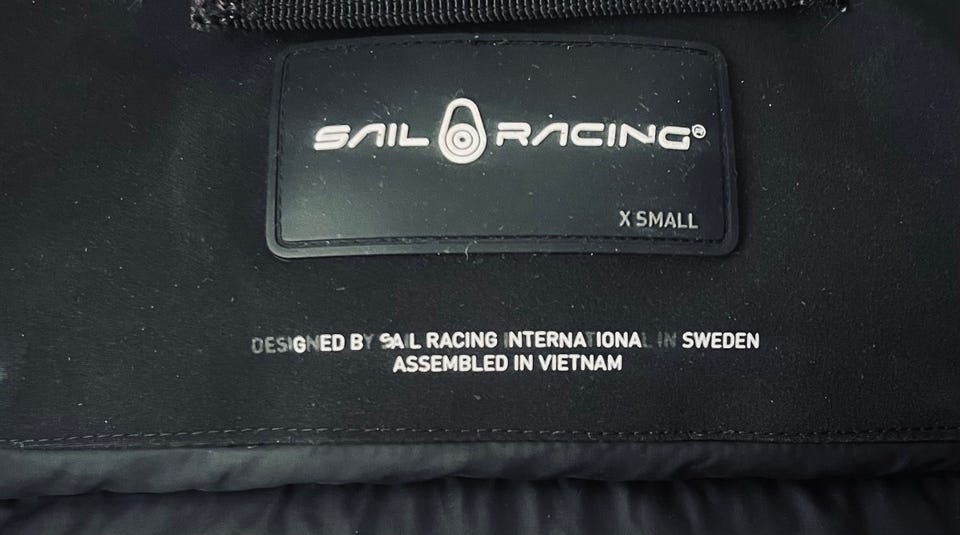 SAIL RACING®
X SMALL
DESIGNED BY SAIL RACING INTERNATIONAL IN SWEDEN
ASSEMBLED IN VIETNAM